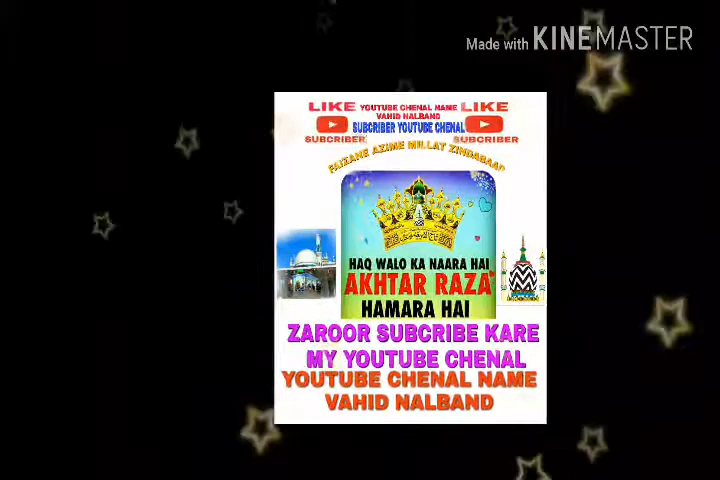 Made with KINEMASTER
LIKE YOUTUBE CHENAL NAME LIKE
VAHID NALBAND
SUBCRIBER YOUTUBE CHENAL
SUBCRIBER SUBCRIBER
FAIZANE AZIME MILLAT ZINDABAAD
HAQ WALO KA NAARA HAI
AKHTAR RAZA
HAMARA HAI
ZAROOR SUBCRIBE KARE
MY YOUTUBE CHENAL
YOUTUBE CHENAL NAME
VAHID NALBAND